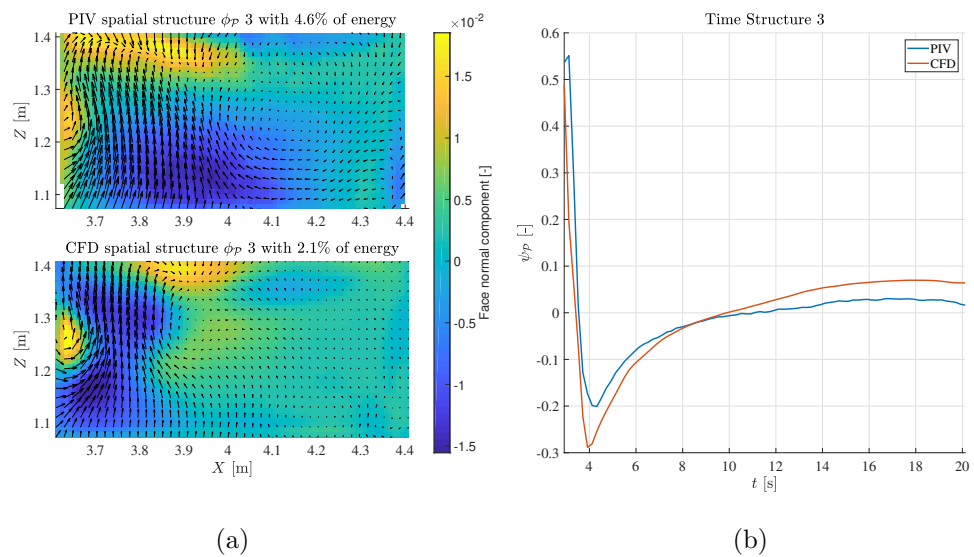 PIV spatial structure ϕ_𝒫 3 with 4.6% of energy
1.4
1.3
1.2
1.1
Z [m]
3.7 3.8 3.9 4 4.1 4.2 4.3 4.4
CFD spatial structure ϕ_𝒫 3 with 2.1% of energy
1.4
1.3
1.2
1.1
Z [m]
3.7 3.8 3.9 4 4.1 4.2 4.3 4.4
X [m]
×10⁻²
1.5
1
0.5
0
-0.5
-1
-1.5
Face normal component [-]
(a)
Time Structure 3
PIV
CFD
0.6
0.5
0.4
0.3
0.2
0.1
0
-0.1
-0.2
-0.3
ψ_𝒫 [-]
4 6 8 10 12 14 16 18 20
t [s]
(b)